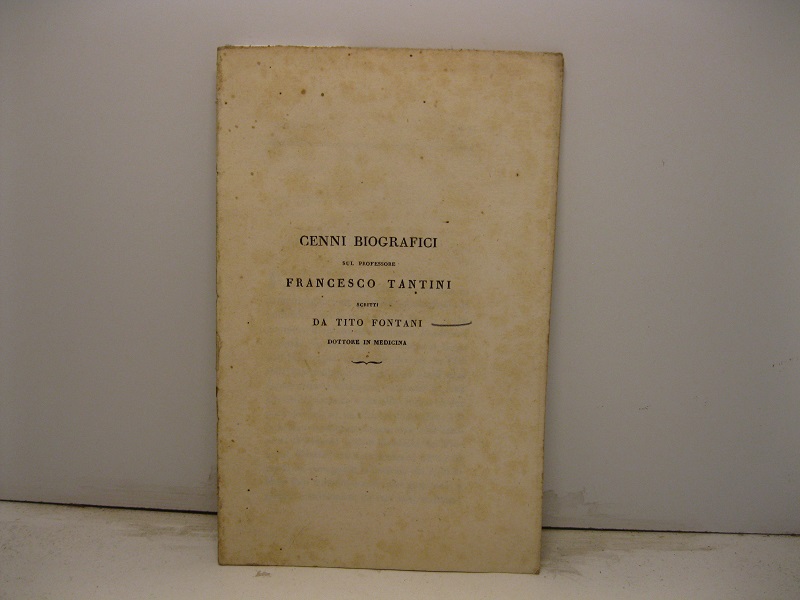 CENNI BIOGRAFICI
SUL PROFESSORE
FRANCESCO TANTINI
SCRITTI
DA TITO FONTANI
DOTTORE IN MEDICINA